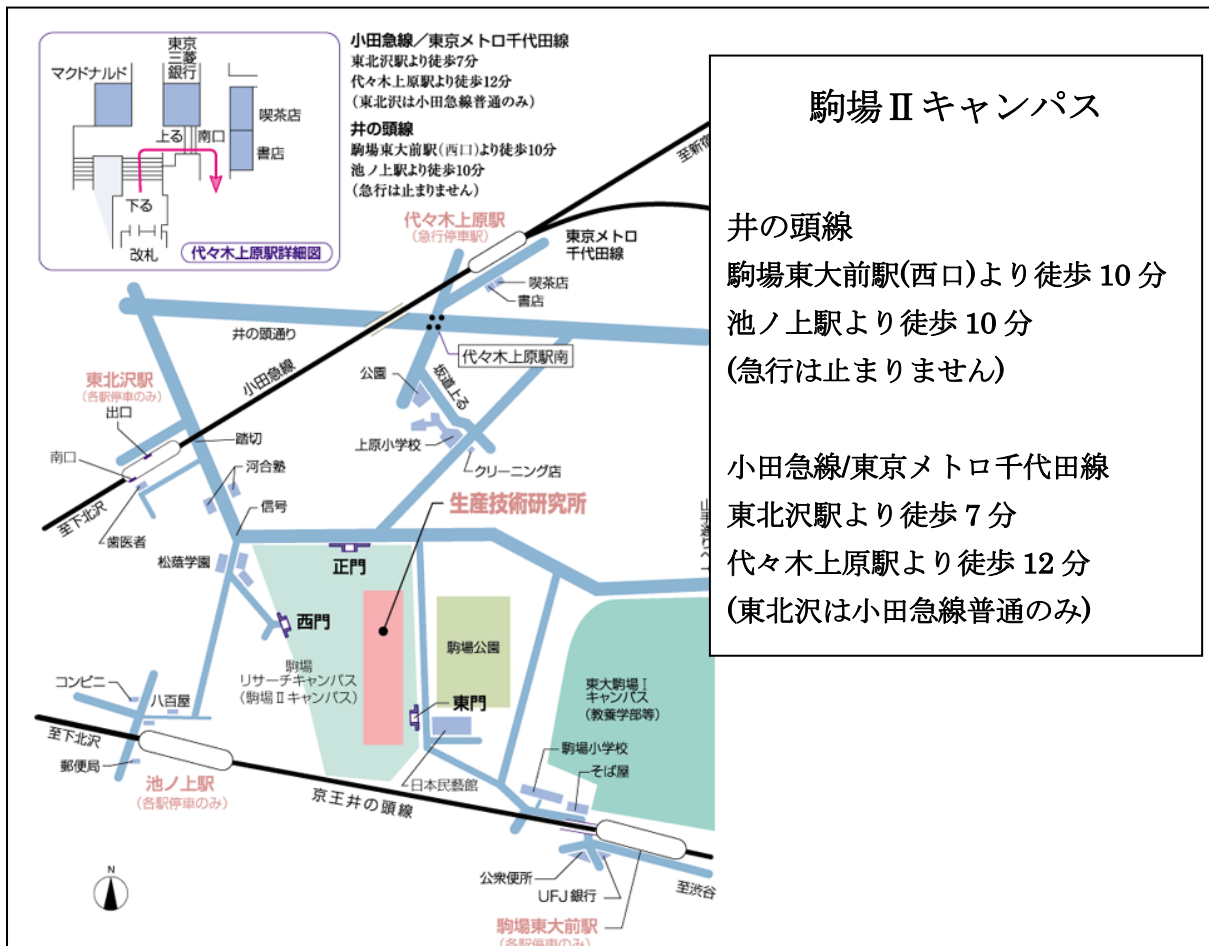 東京
三菱
銀行
マクドナルド
喫茶店
上る
南口
書店
下る
改札
代々木上原駅詳細図
小田急線／東京メトロ千代田線
東北沢駅より徒歩7分
代々木上原駅より徒歩12分
(東北沢は小田急線普通のみ)
井の頭線
駒場東大前駅(西口)より徒歩10分
池ノ上駅より徒歩10分
(急行は止まりません)
駒場Ⅱキャンパス
井の頭線
駒場東大前駅(西口)より徒歩 10 分
池ノ上駅より徒歩 10 分
(急行は止まりません)
小田急線/東京メトロ千代田線
東北沢駅より徒歩 7 分
代々木上原駅より徒歩 12 分
(東北沢は小田急線普通のみ)
至新宿
代々木上原駅
(急行停車駅)
東京メトロ
千代田線
喫茶店
書店
井の頭通り
代々木上原駅南
小田急線
公園
坂道上る
東北沢駅
(各駅停車のみ)
出口
踏切
上原小学校
南口
河合塾
クリーニング店
至下北沢
信号
生産技術研究所
歯医者
松蔭学園
正門
西門
駒場公園
駒場
リサーチキャンパス
(駒場Ⅱキャンパス)
コンビニ
八百屋
東門
東大駒場Ⅰ
キャンパス
(教養学部等)
至下北沢
駒場小学校
郵便局
そば屋
池ノ上駅
(各駅停車のみ)
日本民藝館
京王井の頭線
N
公衆便所
UFJ銀行
至渋谷
駒場東大前駅
(各駅停車のみ)